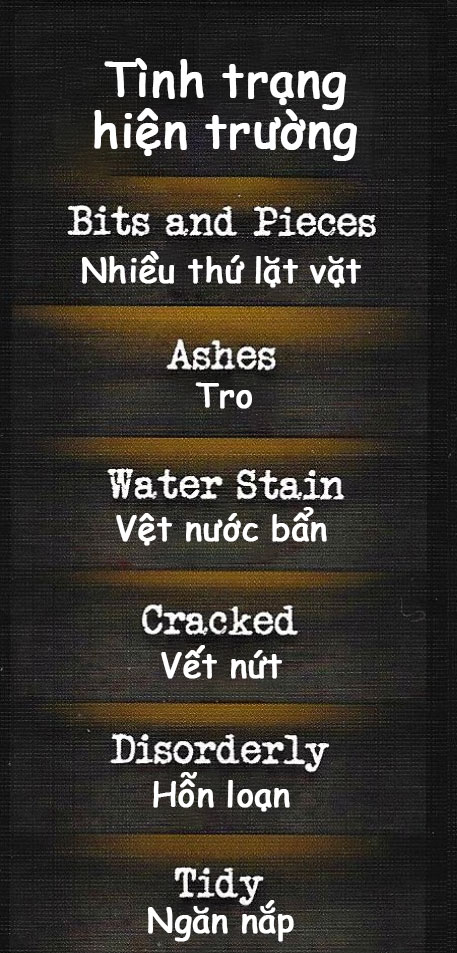 Tình trạng
hiện trường
Bits and Pieces
Nhiều thứ lặt vặt
Ashes
Tro
Water Stain
Vệt nước bẩn
Cracked
Vết nứt
Disorderly
Hỗn loạn
Tidy
Ngăn nắp